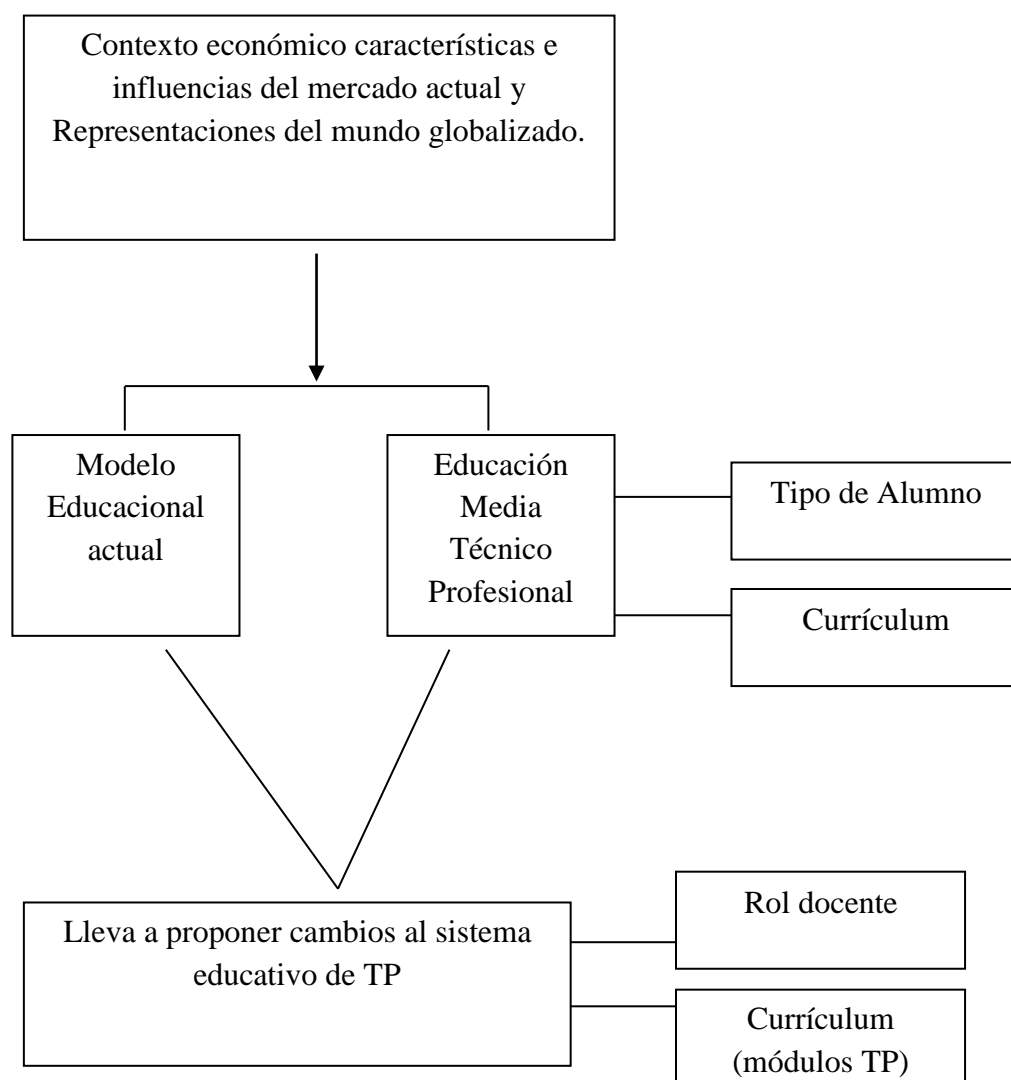 Contexto económico características e
influencias del mercado actual y
Representaciones del mundo globalizado.
Modelo
Educacional
actual
Educación
Media
Técnico
Profesional
Tipo de Alumno
Currículum
Lleva a proponer cambios al sistema
educativo de TP
Rol docente
Currículum
(módulos TP)